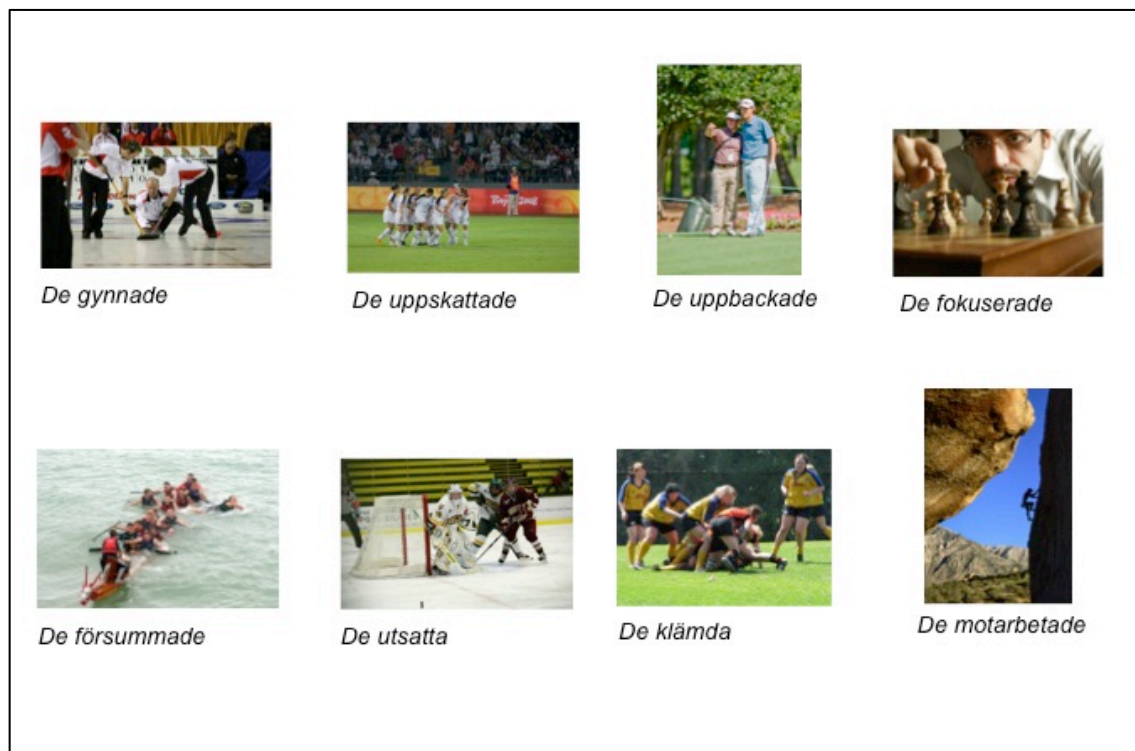 De gynnade
De uppskattade
De uppbackade
De fokuserade
De försummade
De utsatta
De klämda
De motarbetade